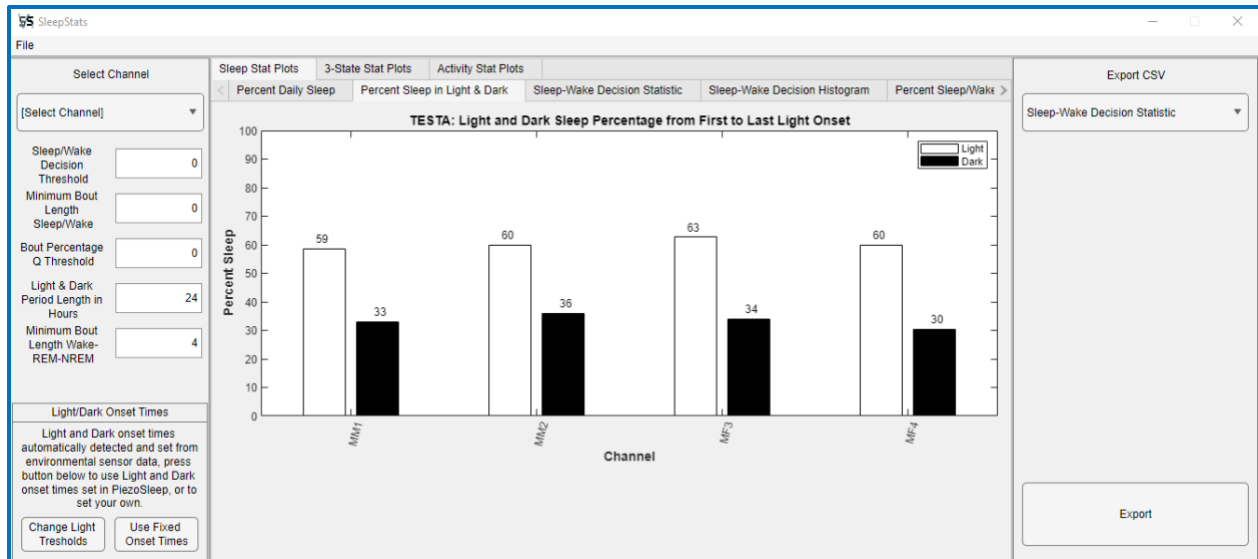 SS SleepStats
File
Select Channel
[Select Channel]
Sleep/Wake
Decision
Threshold
0
Minimum Bout
Length
Sleep/Wake
0
Bout Percentage
Q Threshold
0
Light & Dark
Period Length in
Hours
24
Minimum Bout
Length Wake-
REM-NREM
4
Light/Dark Onset Times
Light and Dark onset times
automatically detected and set from
environmental sensor data, press
button below to use Light and Dark
onset times set in PiezoSleep, or to
set your own.
Change Light
Tresholds
Use Fixed
Onset Times
Sleep Stat Plots
3-State Stat Plots
Activity Stat Plots
Percent Daily Sleep
Percent Sleep in Light & Dark
Sleep-Wake Decision Statistic
Sleep-Wake Decision Histogram
Percent Sleep/Wake
TESTA: Light and Dark Sleep Percentage from First to Last Light Onset
Light
Dark
Percent Sleep
100
90
80
70
60
50
40
30
20
10
0
59
33
60
36
63
34
60
30
MM1
MM2
MF3
MF4
Channel
Export CSV
Sleep-Wake Decision Statistic
Export